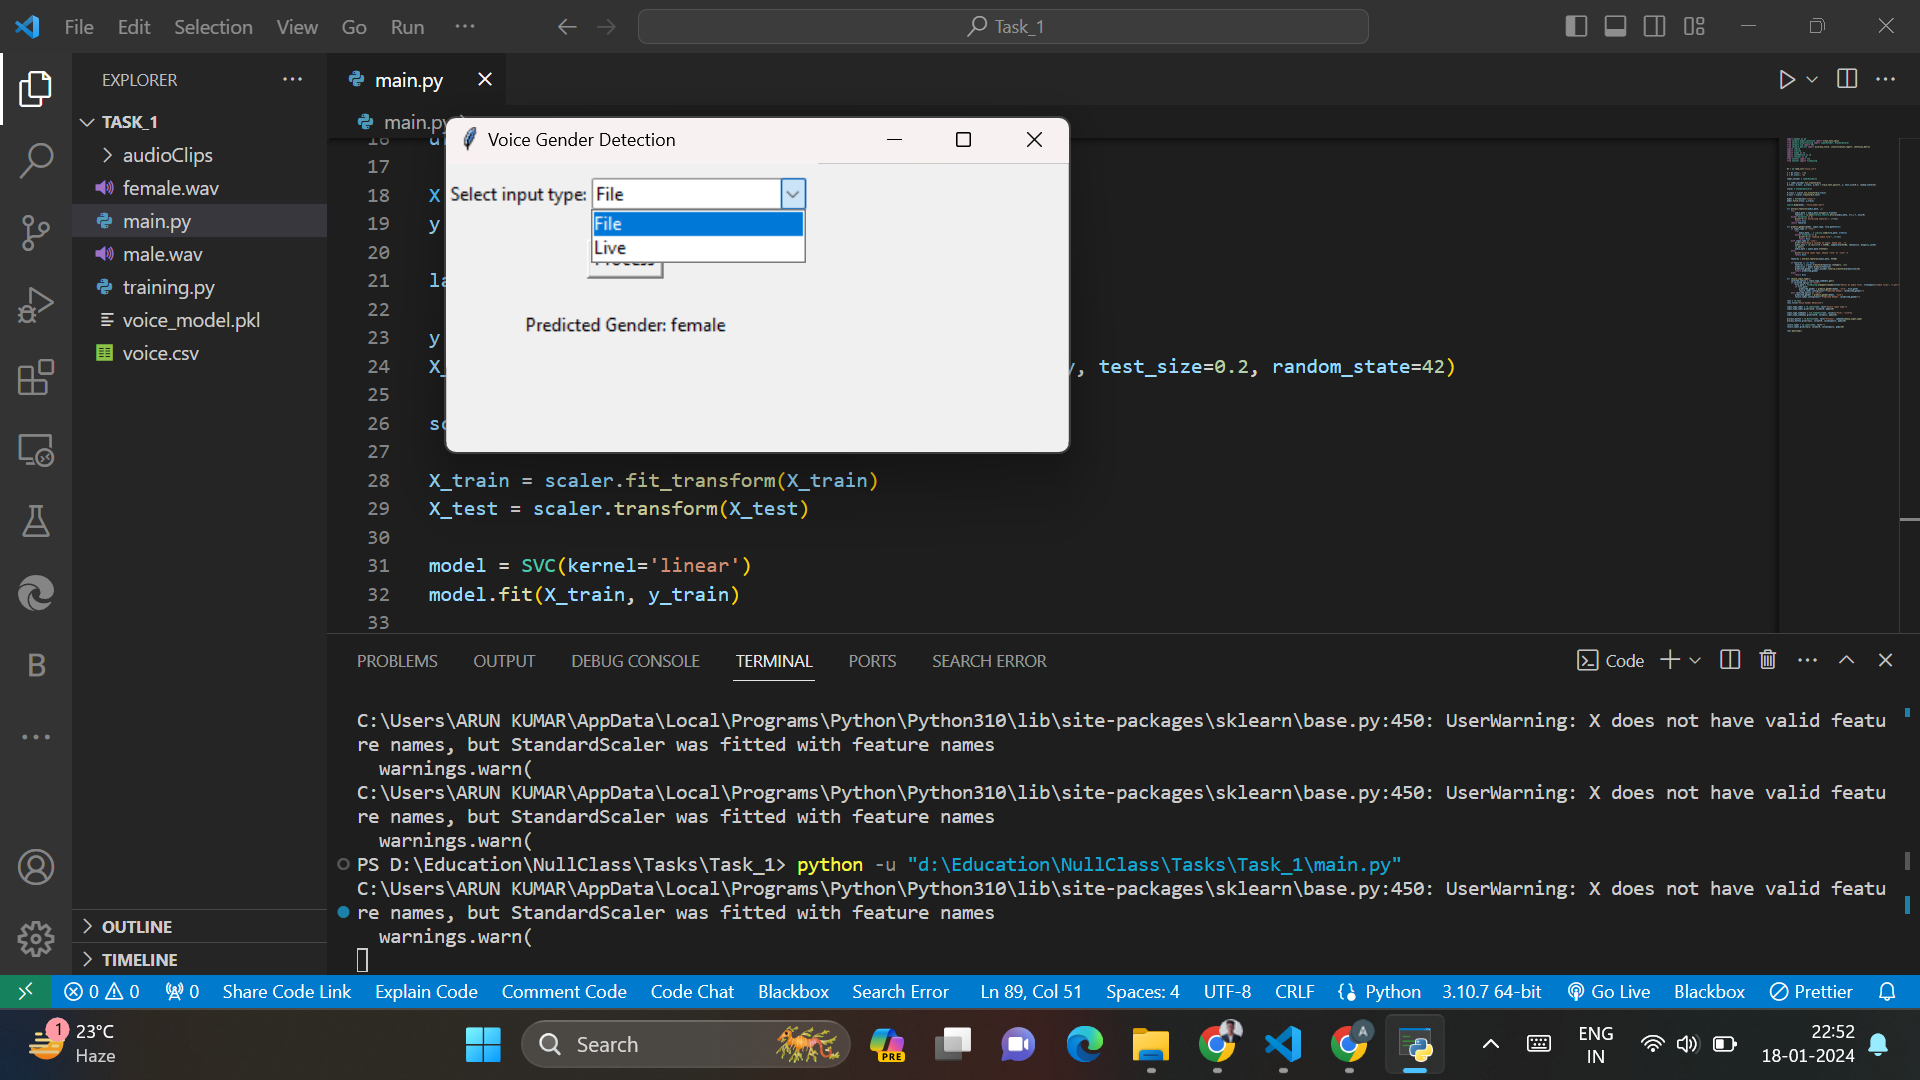 File Edit Selection View Go Run ··· Task_1
EXPLORER ···
TASK_1
audioClips
female.wav
main.py
male.wav
training.py
voice_model.pkl
voice.csv
OUTLINE
TIMELINE
main.py
main.py
Voice Gender Detection
Select input type: File
File
Live
Process
Predicted Gender: female
16
17
18 X
19 y
20
21 la
22
23 y
24 X_ y, test_size=0.2, random_state=42)
25
26 sc
27
28 X_train = scaler.fit_transform(X_train)
29 X_test = scaler.transform(X_test)
30
31 model = SVC(kernel='linear')
32 model.fit(X_train, y_train)
33
PROBLEMS OUTPUT DEBUG CONSOLE TERMINAL PORTS SEARCH ERROR Code
C:\Users\ARUN KUMAR\AppData\Local\Programs\Python\Python310\lib\site-packages\sklearn\base.py:450: UserWarning: X does not have valid featu
re names, but StandardScaler was fitted with feature names
warnings.warn(
C:\Users\ARUN KUMAR\AppData\Local\Programs\Python\Python310\lib\site-packages\sklearn\base.py:450: UserWarning: X does not have valid featu
re names, but StandardScaler was fitted with feature names
warnings.warn(
PS D:\Education\NullClass\Tasks\Task_1> python -u "d:\Education\NullClass\Tasks\Task_1\main.py"
C:\Users\ARUN KUMAR\AppData\Local\Programs\Python\Python310\lib\site-packages\sklearn\base.py:450: UserWarning: X does not have valid featu
re names, but StandardScaler was fitted with feature names
warnings.warn(
0 0 0 Share Code Link Explain Code Comment Code Code Chat Blackbox Search Error Ln 89, Col 51 Spaces: 4 UTF-8 CRLF Python 3.10.7 64-bit Go Live Blackbox Prettier
1 23°C
Haze
Search
PRE
A
ENG
IN
22:52
18-01-2024